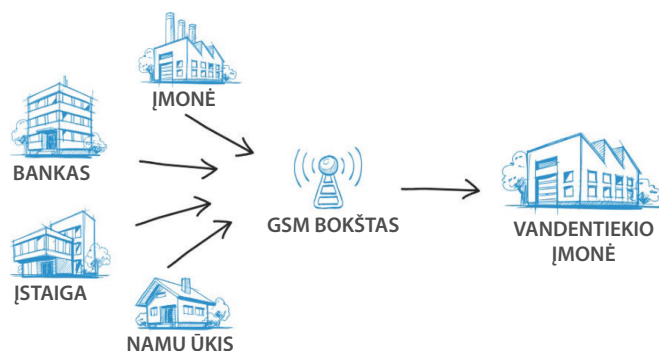 ĮMONĖ
BANKAS
GSM BOKŠTAS
VANDENTIEKIO
ĮMONĖ
ĮSTAIGA
NAMU ŪKIS